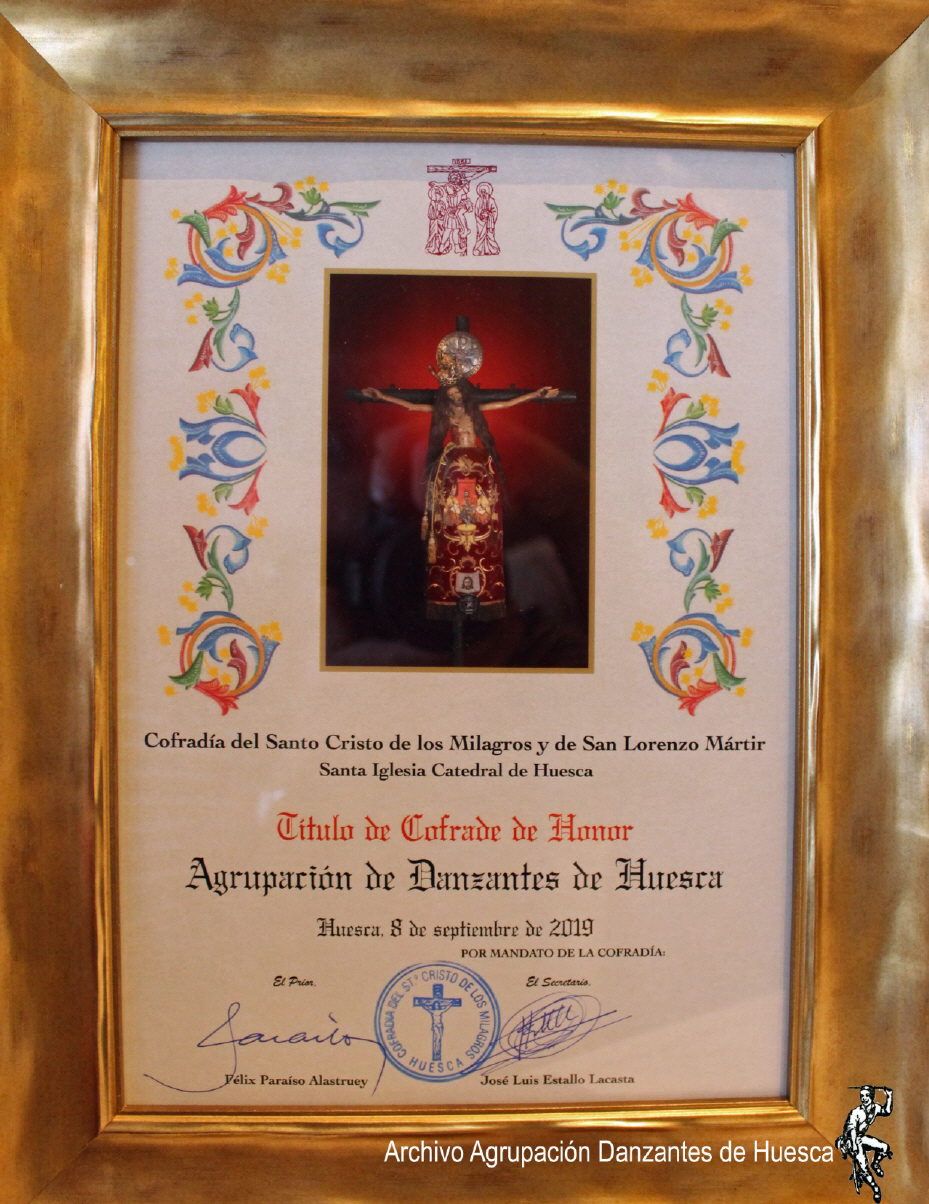 Cofradía del Santo Cristo de los Milagros y de San Lorenzo Mártir
Santa Iglesia Catedral de Huesca
Título de Cofrade de Honor
Agrupación de Danzantes de Huesca
Huesca, 8 de septiembre de 2019
POR MANDATO DE LA COFRADÍA:
El Prior,
El Secretario,
COFRADIA DEL ST.º CRISTO DE LOS MILAGROS
HUESCA
Félix Paraíso Alastruey
José Luis Estallo Lacasta
Archivo Agrupación Danzantes de Huesca